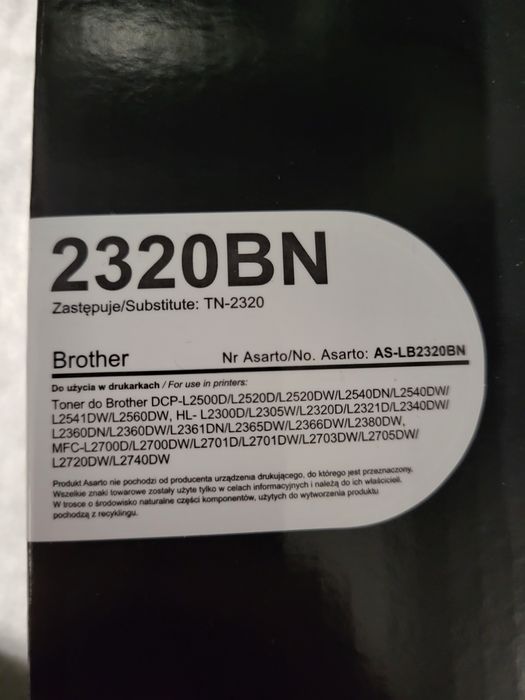 2320BN
Zastępuje/Substitute: TN-2320
Brother Nr Asarto/No. Asarto: AS-LB2320BN
Do użycia w drukarkach / For use in printers:
Toner do Brother DCP-L2500D/L2520D/L2520DW/L2540DN/L2540DW/
L2541DW/L2560DW, HL- L2300D/L2305W/L2320D/L2321D/L2340DW/
L2360DN/L2360DW/L2361DN/L2365DW/L2366DW/L2380DW,
MFC-L2700D/L2700DW/L2701D/L2701DW/L2703DW/L2705DW/
L2720DW/L2740DW
Produkt Asarto nie pochodzi od producenta urządzenia drukującego, do którego jest przeznaczony.
Wszelkie znaki towarowe zostały użyte tylko w celach informacyjnych i należą do ich właścicieli.
W trosce o środowisko naturalne części komponentów, użytych do wytworzenia produktu
pochodzą z recyklingu.